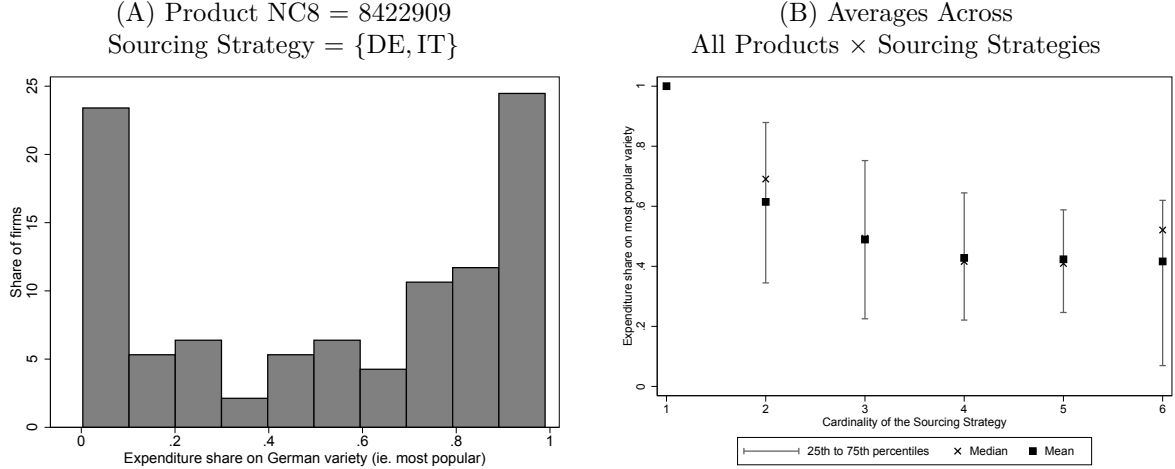 (A) Product NC8 = 8422909
Sourcing Strategy = {DE, IT}
Share of firms
25
20
15
10
5
0
0 .2 .4 .6 .8 1
Expenditure share on German variety (ie. most popular)
(B) Averages Across
All Products × Sourcing Strategies
Expenditure share on most popular variety
1
.8
.6
.4
.2
0
1 2 3 4 5 6
Cardinality of the Sourcing Strategy
25th to 75th percentiles × Median ■ Mean